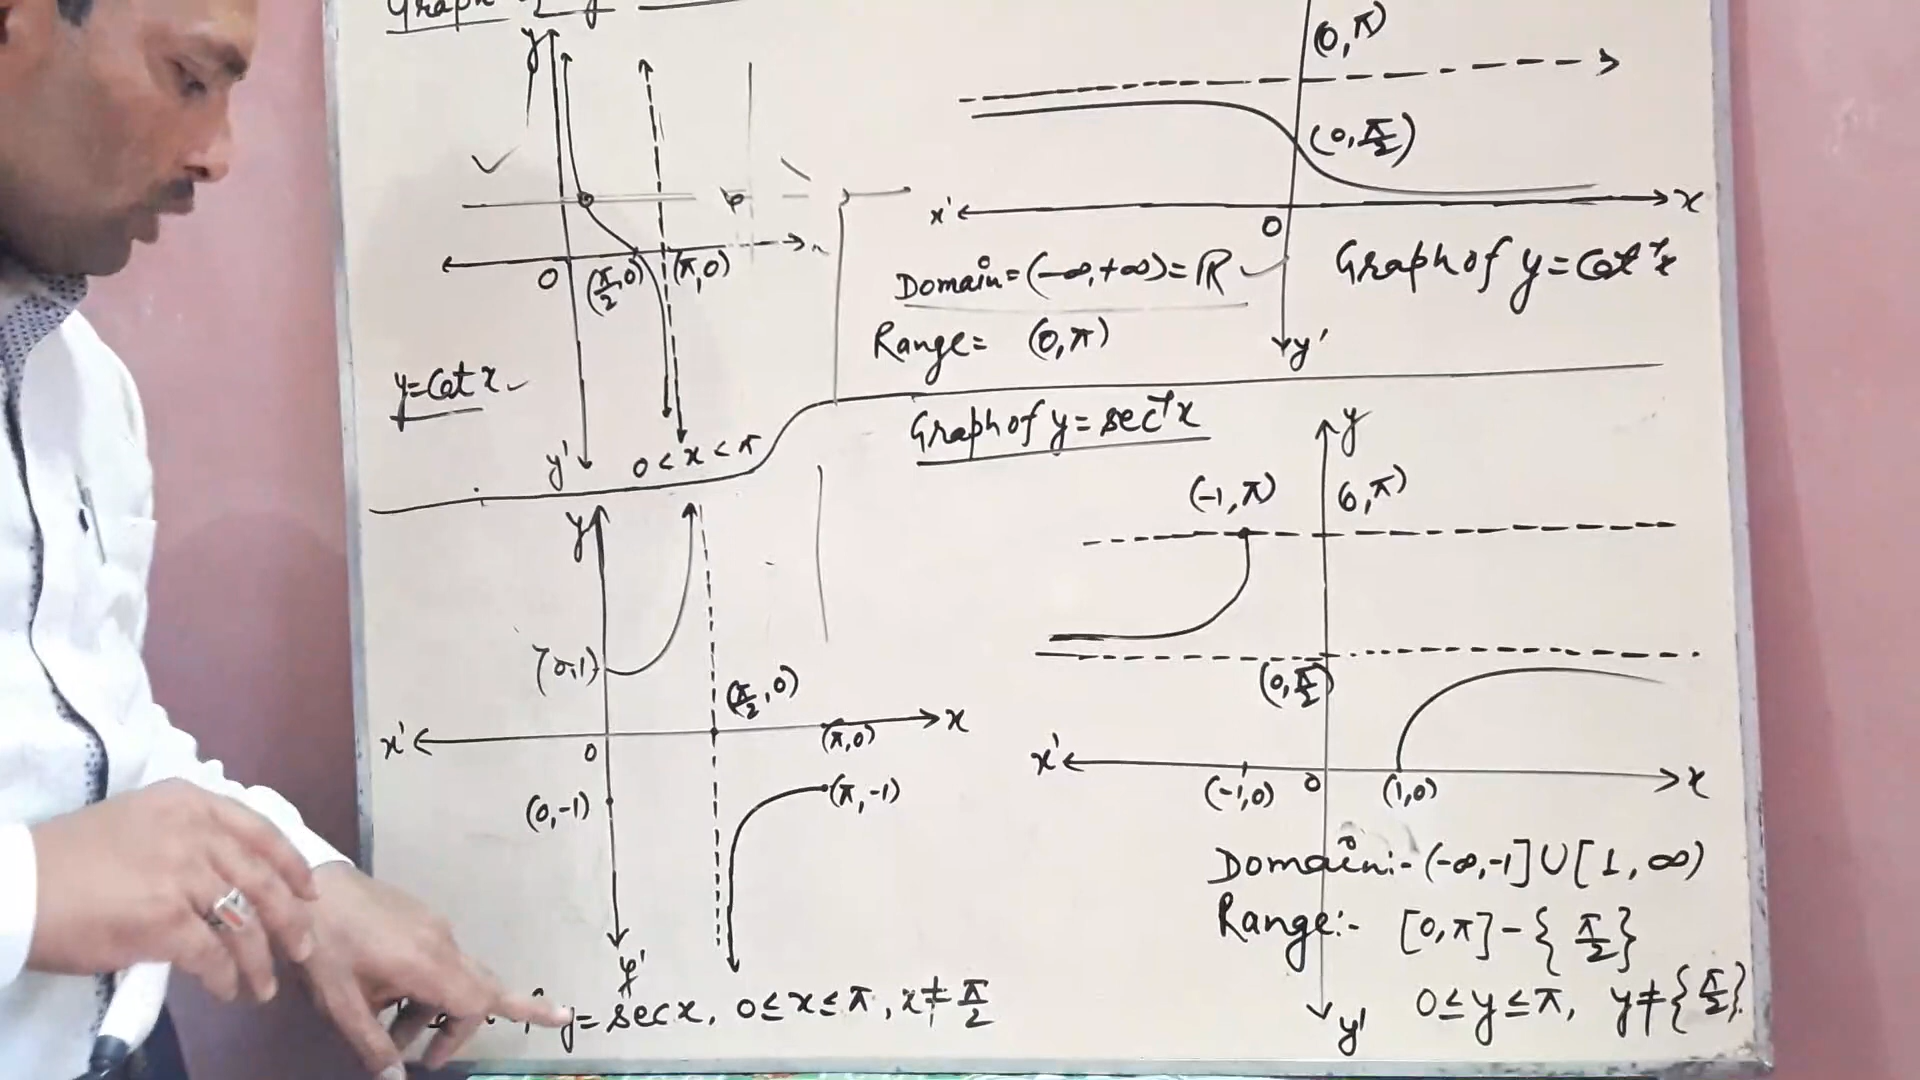 Graph of y
y
0
(π/2, 0)
(π, 0)
y = Cot x
y'
0 < x < π
(0, π)
(0, π/2)
x'
x
0
Domain = (-∞, +∞) = R
Graph of y = Cot⁻¹x
Range = (0, π)
y'
Graph of y = sec⁻¹x
y
(0,1)
(π/2, 0)
x'
x
0
(π,0)
(0,-1)
(π,-1)
y'
y = sec x, 0 ≤ x ≤ π, x ≠ π/2
y
(-1, π)
(0, π)
(0, π/2)
x'
x
(-1,0)
0
(1,0)
Domain:- (-∞,-1] ∪ [1, ∞)
Range:- [0, π] - { π/2 }
0 ≤ y ≤ π, y ≠ {π/2}
y'